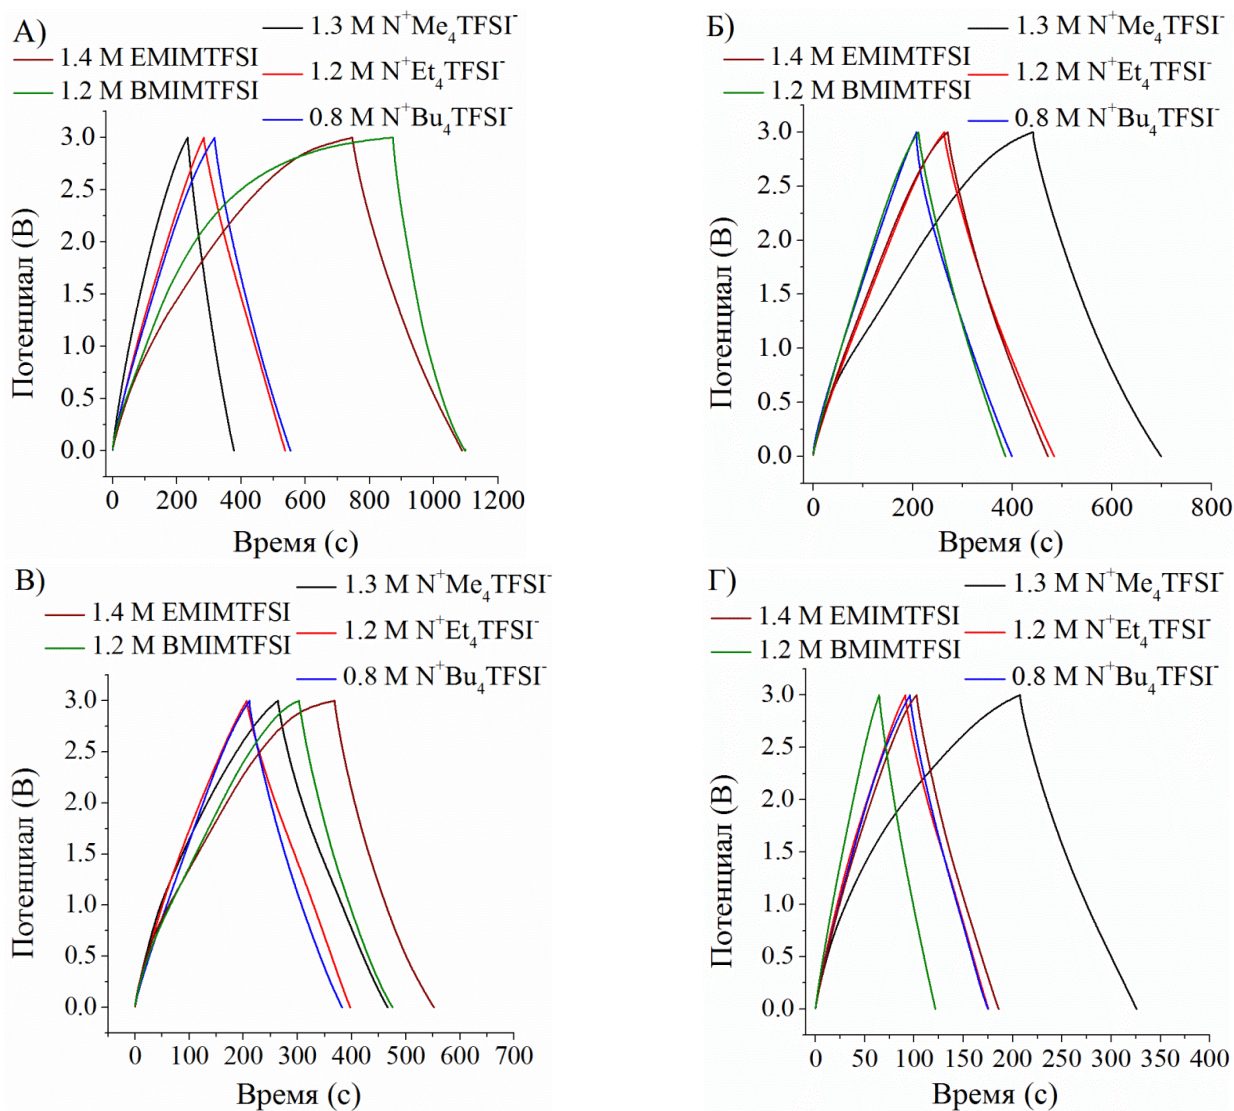 А)
1.3 M N⁺Me₄TFSI⁻
1.4 M EMIMTFSI
1.2 M N⁺Et₄TFSI⁻
1.2 M BMIMTFSI
0.8 M N⁺Bu₄TFSI⁻
Потенциал (В)
3.0
2.5
2.0
1.5
1.0
0.5
0.0
0 200 400 600 800 1000 1200
Время (с)
Б)
1.3 M N⁺Me₄TFSI⁻
1.4 M EMIMTFSI
1.2 M N⁺Et₄TFSI⁻
1.2 M BMIMTFSI
0.8 M N⁺Bu₄TFSI⁻
Потенциал (В)
3.0
2.5
2.0
1.5
1.0
0.5
0.0
0 200 400 600 800
Время (с)
В)
1.3 M N⁺Me₄TFSI⁻
1.4 M EMIMTFSI
1.2 M N⁺Et₄TFSI⁻
1.2 M BMIMTFSI
0.8 M N⁺Bu₄TFSI⁻
Потенциал (В)
3.0
2.5
2.0
1.5
1.0
0.5
0.0
0 100 200 300 400 500 600 700
Время (с)
Г)
1.3 M N⁺Me₄TFSI⁻
1.4 M EMIMTFSI
1.2 M N⁺Et₄TFSI⁻
1.2 M BMIMTFSI
0.8 M N⁺Bu₄TFSI⁻
Потенциал (В)
3.0
2.5
2.0
1.5
1.0
0.5
0.0
0 50 100 150 200 250 300 350 400
Время (с)